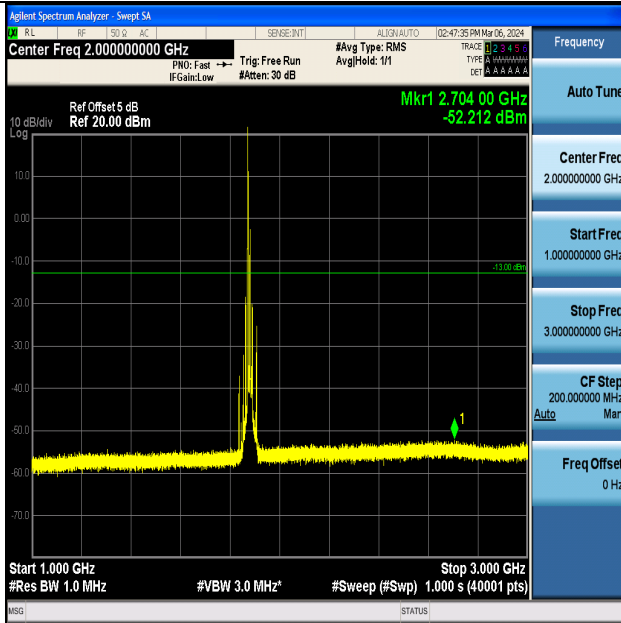 Agilent Spectrum Analyzer - Swept SA
RL RF 50 Ω AC SENSE:INT ALIGN AUTO 02:47:35 PM Mar 06, 2024
Center Freq 2.000000000 GHz
PNO: Fast
IFGain:Low
Trig: Free Run
#Atten: 30 dB
#Avg Type: RMS
Avg|Hold: 1/1
TRACE 1 2 3 4 5 6
TYPE A WWWWW
DET A A A A A A
Ref Offset 5 dB
Ref 20.00 dBm
10 dB/div
Log
Mkr1 2.704 00 GHz
-52.212 dBm
10.0
0.00
-10.0
-13.00 dBm
-20.0
-30.0
-40.0
-50.0
1
-60.0
-70.0
Start 1.000 GHz
Stop 3.000 GHz
#Res BW 1.0 MHz
#VBW 3.0 MHz*
#Sweep (#Swp) 1.000 s (40001 pts)
MSG
STATUS
Frequency
Auto Tune
Center Freq
2.000000000 GHz
Start Freq
1.000000000 GHz
Stop Freq
3.000000000 GHz
CF Step
200.000000 MHz
Auto Man
Freq Offset
0 Hz